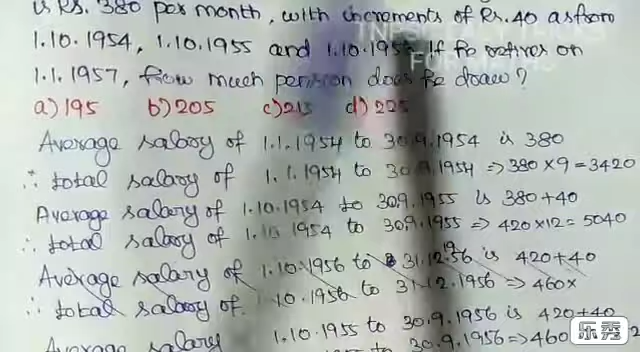 is Rs. 380 per month, with increments of Rs. 40 as from
1.10.1954, 1.10.1955 and 1.10.1956 If he retires on
1.1.1957, how much pension does he draw?
a) 195 b) 205 c) 215 d) 225
Average salary of 1.1.1954 to 30.9.1954 is 380
∴ total salary of 1.1.1954 to 30.9.1954 ⇒ 380 × 9 = 3420
Average salary of 1.10.1954 to 30.9.1955 is 380+40
∴ total salary of 1.10 1954 to 30.9.1955 ⇒ 420×12 = 5040
Average salary of 1.10.1956 to 31.12.1956 is 420+40
∴ total salary of 10.1956 to 31.12.1956 ⇒ 460×
Average salary 1.10.1955 to 30.9.1956 is 420+40
to 30.9.1956 ⇒ 460
乐秀